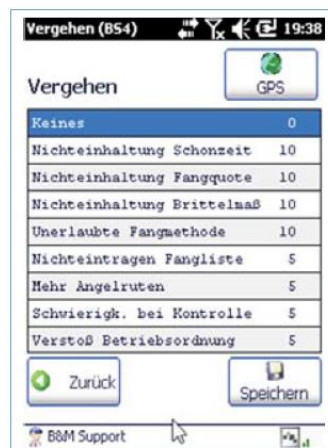 Vergehen (BS4) 19:38
Vergehen
GPS
Keines 0
Nichteinhaltung Schonzeit 10
Nichteinhaltung Fangquote 10
Nichteinhaltung Brittelmaß 10
Unerlaubte Fangmethode 10
Nichteintragen Fangliste 5
Mehr Angelruten 5
Schwierigk. bei Kontrolle 5
Verstoß Betriebsordnung 5
Zurück
Speichern
B&M Support